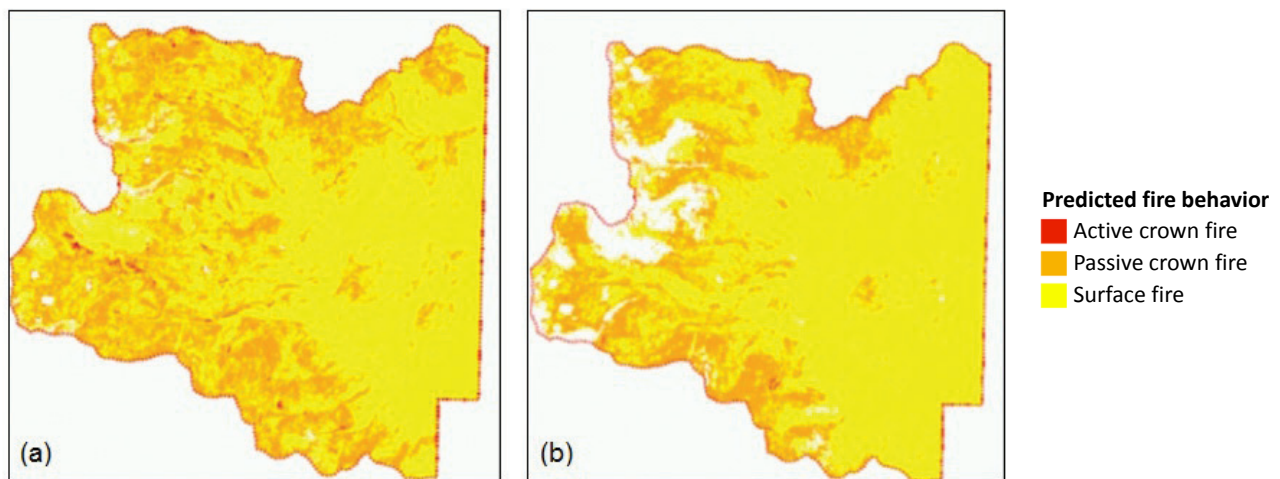 (a)
(b)
Predicted fire behavior
Active crown fire
Passive crown fire
Surface fire